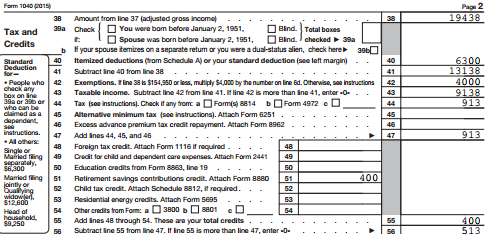 Form 1040 (2015) Page 2
38 Amount from line 37 (adjusted gross income) 38 19438
Tax and Credits
39a Check You were born before January 2, 1951, Blind. Total boxes
if: Spouse was born before January 2, 1951, Blind. checked ► 39a
b If your spouse itemizes on a separate return or you were a dual-status alien, check here ► 39b
Standard Deduction for—
• People who check any box on line 39a or 39b or who can be claimed as a dependent, see instructions.
• All others:
Single or Married filing separately, $6,300
Married filing jointly or Qualifying widow(er), $12,600
Head of household, $9,250
40 Itemized deductions (from Schedule A) or your standard deduction (see left margin) 40 6300
41 Subtract line 40 from line 38 41 13138
42 Exemptions. If line 38 is $154,950 or less, multiply $4,000 by the number on line 6d. Otherwise, see instructions 42 4000
43 Taxable income. Subtract line 42 from line 41. If line 42 is more than line 41, enter -0- 43 9138
44 Tax (see instructions). Check if any from: a Form(s) 8814 b Form 4972 c 44 913
45 Alternative minimum tax (see instructions). Attach Form 6251 45
46 Excess advance premium tax credit repayment. Attach Form 8962 46
47 Add lines 44, 45, and 46 ► 47 913
48 Foreign tax credit. Attach Form 1116 if required 48
49 Credit for child and dependent care expenses. Attach Form 2441 49
50 Education credits from Form 8863, line 19 50
51 Retirement savings contributions credit. Attach Form 8880 51 400
52 Child tax credit. Attach Schedule 8812, if required 52
53 Residential energy credits. Attach Form 5695 53
54 Other credits from Form: a 3800 b 8801 c 54
55 Add lines 48 through 54. These are your total credits 55 400
56 Subtract line 55 from line 47. If line 55 is more than line 47, enter -0- ► 56 513